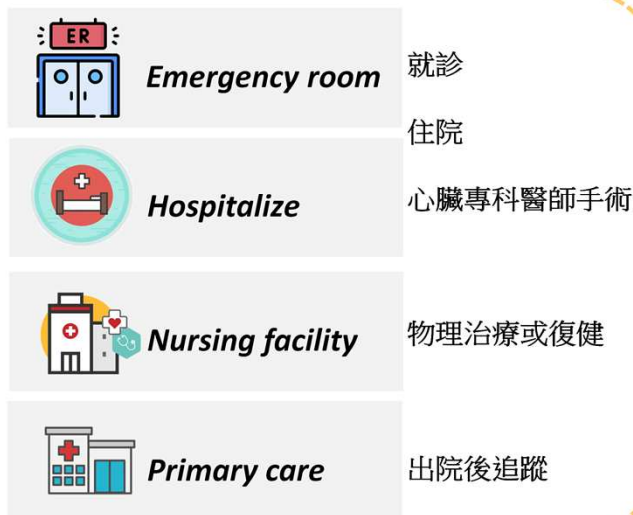 ER
Emergency room
就診
住院
Hospitalize
心臟專科醫師手術
Nursing facility
物理治療或復健
Primary care
出院後追蹤